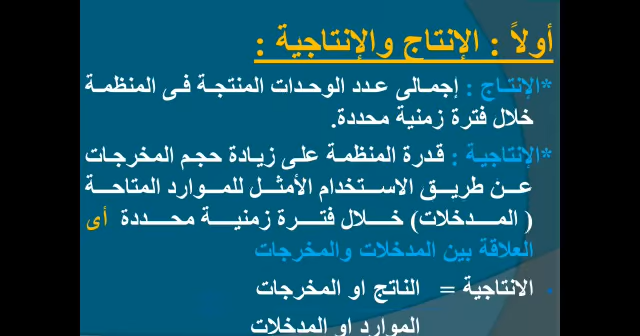 أولاً : الإنتاج والإنتاجية :
*الإنتاج : إجمالى عدد الوحدات المنتجة فى المنظمة
خلال فترة زمنية محددة.
*الإنتاجية : قدرة المنظمة على زيادة حجم المخرجات
عن طريق الاستخدام الأمثل للموارد المتاحة
( المدخلات) خلال فترة زمنية محددة أى
العلاقة بين المدخلات والمخرجات
• الانتاجية = الناتج او المخرجات
الموارد او المدخلات